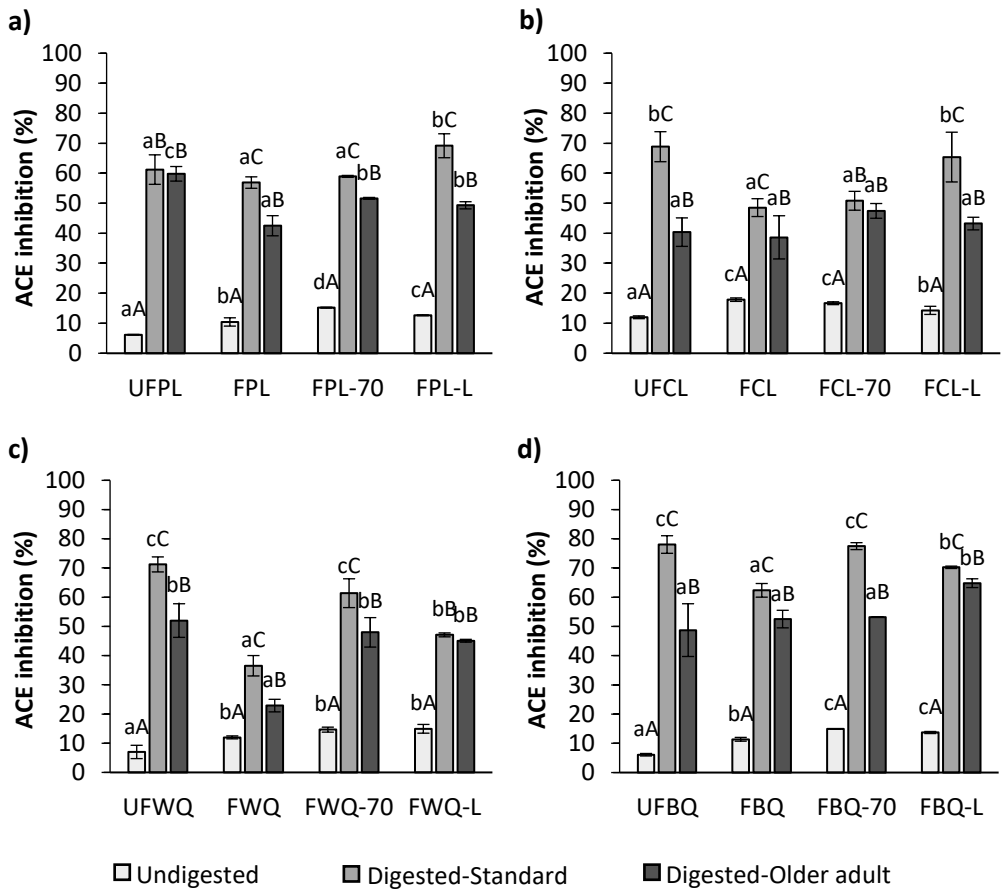 a)
ACE inhibition (%)
100
90
80
70
60
50
40
30
20
10
0
aA aB cB bA aC aB dA aC bB cA bC bB
UFPL FPL FPL-70 FPL-L
b)
ACE inhibition (%)
100
90
80
70
60
50
40
30
20
10
0
aA bC aB cA aC aB cA aB aB bA bC aB
UFCL FCL FCL-70 FCL-L
c)
ACE inhibition (%)
100
90
80
70
60
50
40
30
20
10
0
aA cC bB bA aC aB bA cC bB bA bB bB
UFWQ FWQ FWQ-70 FWQ-L
d)
ACE inhibition (%)
100
90
80
70
60
50
40
30
20
10
0
aA cC aB bA aC aB cA cC aB cA bC bB
UFBQ FBQ FBQ-70 FBQ-L
Undigested Digested-Standard Digested-Older adult